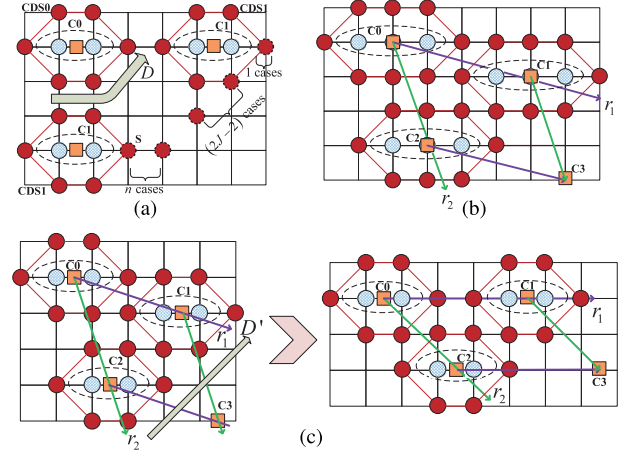 CDS0
C0
CDS1
C1
D
1 cases
(2J−2) cases
C1
S
CDS1
n cases
(a)
C0
C1
r1
C2
C3
r2
(b)
C0
C1
r1
D'
C2
C3
r2
C0
C1
r1
C2
C3
r2
(c)